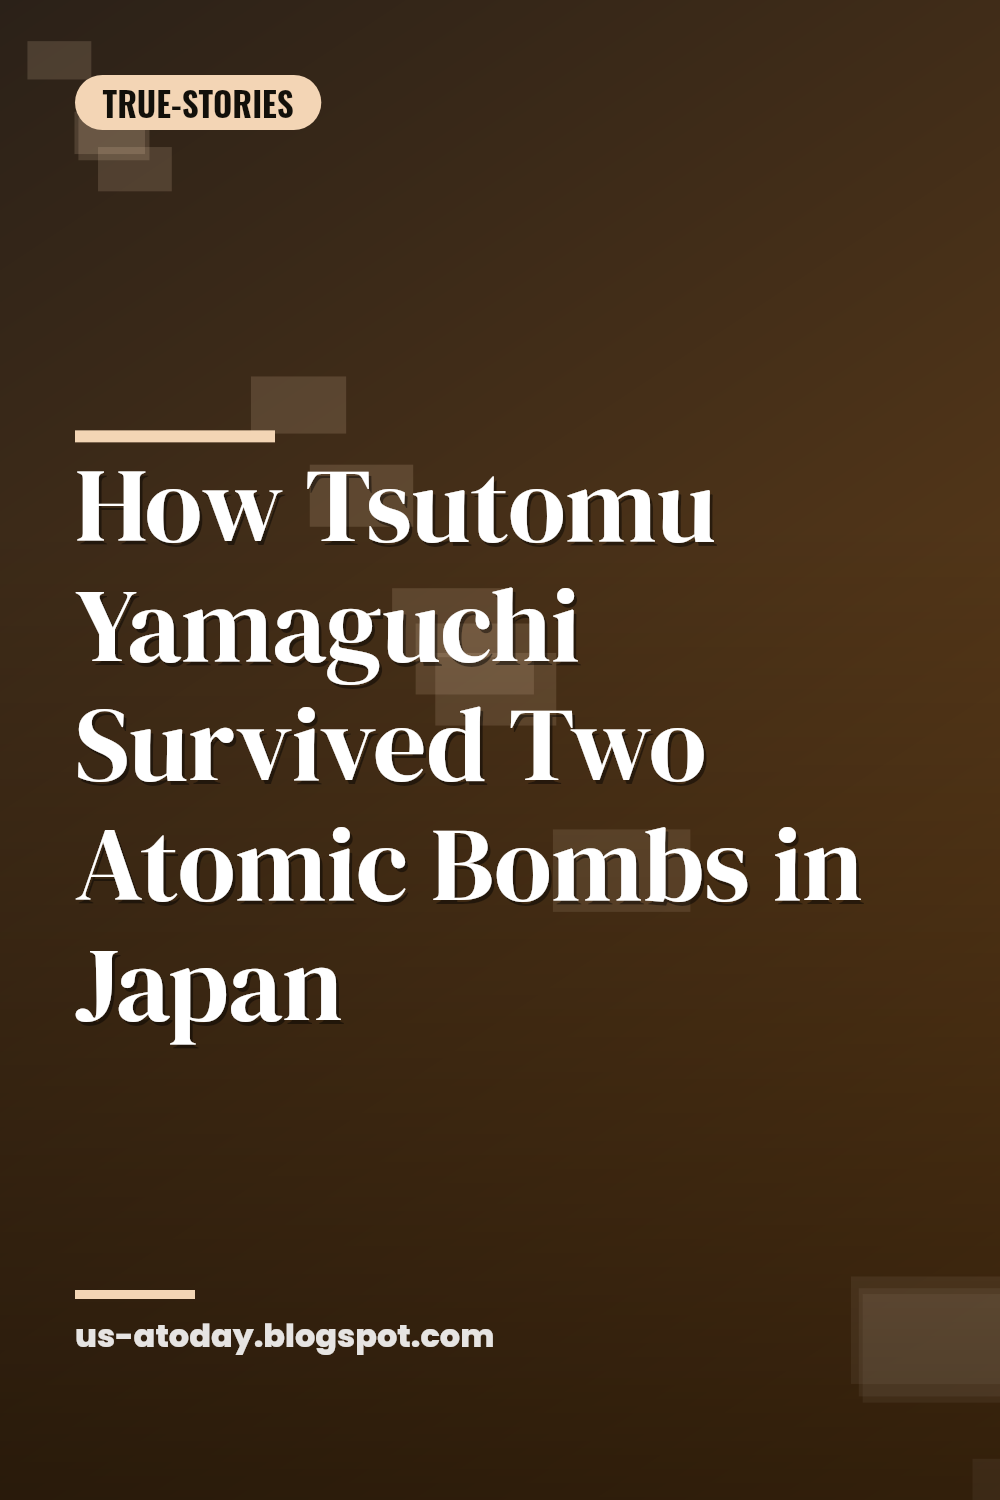 TRUE-STORIES
How Tsutomu
Yamaguchi
Survived Two
Atomic Bombs in
Japan
us-atoday.blogspot.com